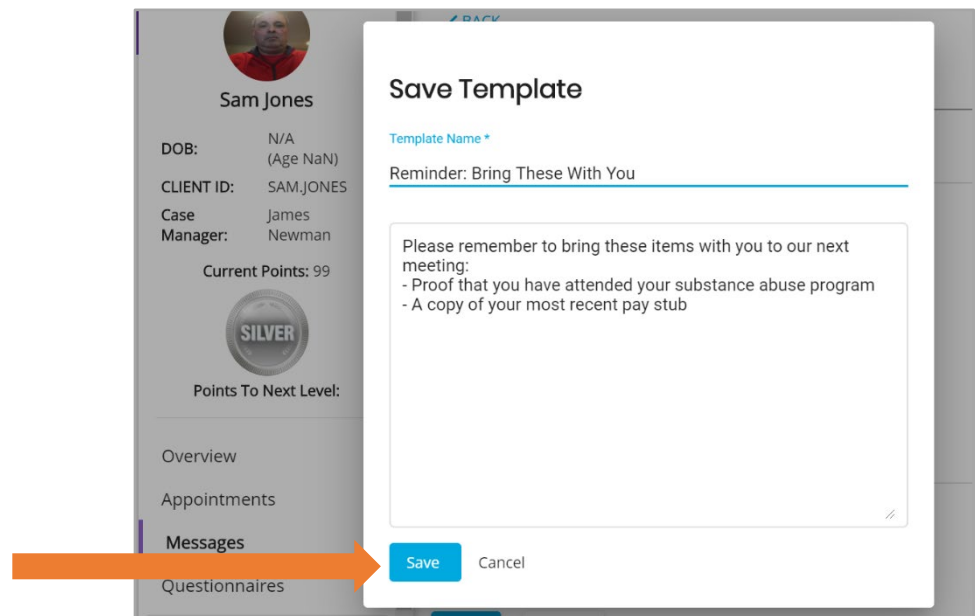 BACK
Sam Jones
DOB: N/A
(Age NaN)
CLIENT ID: SAM.JONES
Case Manager: James Newman
Current Points: 99
SILVER
Points To Next Level:
Overview
Appointments
Messages
Questionnaires
Save Template
Template Name *
Reminder: Bring These With You
Please remember to bring these items with you to our next
meeting:
- Proof that you have attended your substance abuse program
- A copy of your most recent pay stub
Save Cancel